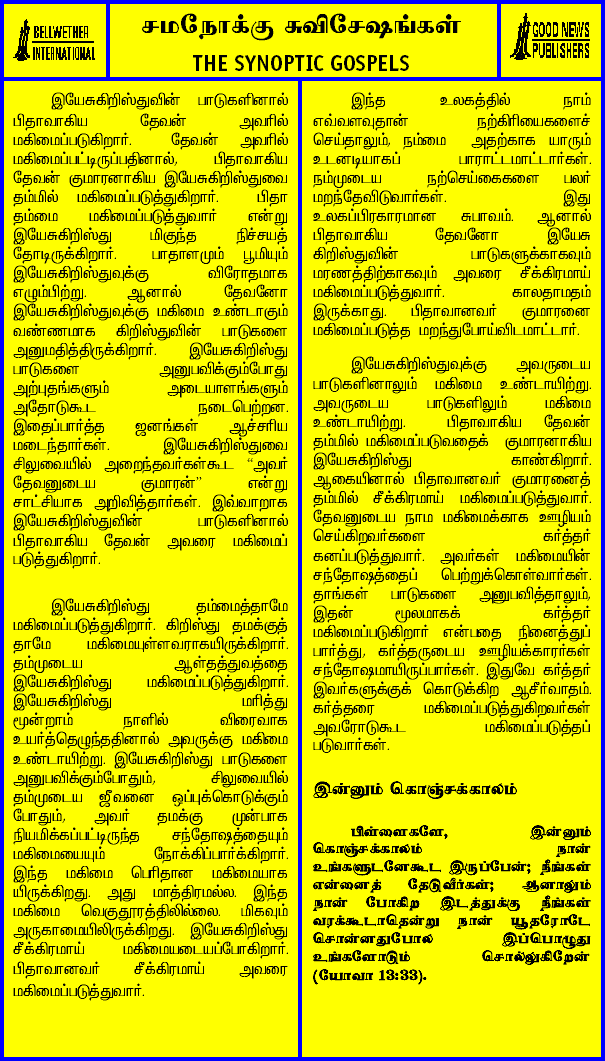 BELLWETHER
INTERNATIONAL
சமநோக்கு சுவிசேஷங்கள்
THE SYNOPTIC GOSPELS
GOOD NEWS
PUBLISHERS
இயேசுகிறிஸ்துவின் பாடுகளினால்
பிதாவாகிய தேவன் அவரில்
மகிமைப்படுகிறார். தேவன் அவரில்
மகிமைப்பட்டிருப்பதினால், பிதாவாகிய
தேவன் குமாரனாகிய இயேசுகிறிஸ்துவை
தம்மில் மகிமைப்படுத்துகிறார். பிதா
தம்மை மகிமைப்படுத்துவார் என்று
இயேசுகிறிஸ்து மிகுந்த நிச்சயத்
தோடிருக்கிறார். பாதாளமும் பூமியும்
இயேசுகிறிஸ்துவுக்கு விரோதமாக
எழும்பிற்று. ஆனால் தேவனோ
இயேசுகிறிஸ்துவுக்கு மகிமை உண்டாகும்
வண்ணமாக கிறிஸ்துவின் பாடுகளை
அனுமதித்திருக்கிறார். இயேசுகிறிஸ்து
பாடுகளை அனுபவிக்கும்போது
அற்புதங்களும் அடையாளங்களும்
அதோடுகூட நடைபெற்றன.
இதைப்பார்த்த ஜனங்கள் ஆச்சரிய
மடைந்தார்கள். இயேசுகிறிஸ்துவை
சிலுவையில் அறைந்தவர்கள்கூட “அவர்
தேவனுடைய குமாரன்” என்று
சாட்சியாக அறிவித்தார்கள். இவ்வாறாக
இயேசுகிறிஸ்துவின் பாடுகளினால்
பிதாவாகிய தேவன் அவரை மகிமைப்
படுத்துகிறார்.
இயேசுகிறிஸ்து தம்மைத்தாமே
மகிமைப்படுத்துகிறார். கிறிஸ்து தமக்குத்
தாமே மகிமையுள்ளவராகயிருக்கிறார்.
தம்முடைய ஆள்தத்துவத்தை
இயேசுகிறிஸ்து மகிமைப்படுத்துகிறார்.
இயேசுகிறிஸ்து மரித்து
மூன்றாம் நாளில் விரைவாக
உயர்த்தெழுந்ததினால் அவருக்கு மகிமை
உண்டாயிற்று. இயேசுகிறிஸ்து பாடுகளை
அனுபவிக்கும்போதும், சிலுவையில்
தம்முடைய ஜீவனை ஒப்புக்கொடுக்கும்
போதும், அவர் தமக்கு முன்பாக
நியமிக்கப்பட்டிருந்த சந்தோஷத்தையும்
மகிமையையும் நோக்கிப்பார்க்கிறார்.
இந்த மகிமை பெரிதான மகிமையாக
யிருக்கிறது. அது மாத்திரமல்ல. இந்த
மகிமை வெகுதூரத்திலில்லை. மிகவும்
அருகாமையிலிருக்கிறது. இயேசுகிறிஸ்து
சீக்கிரமாய் மகிமையடையப்போகிறார்.
பிதாவானவர் சீக்கிரமாய் அவரை
மகிமைப்படுத்துவார்.
இந்த உலகத்தில் நாம்
எவ்வளவுதான் நற்கிரியைகளைச்
செய்தாலும், நம்மை அதற்காக யாரும்
உடனடியாகப் பாராட்டமாட்டார்கள்.
நம்முடைய நற்செய்கைகளை பலர்
மறந்தேவிடுவார்கள். இது
உலகப்பிரகாரமான சுபாவம். ஆனால்
பிதாவாகிய தேவனோ இயேசு
கிறிஸ்துவின் பாடுகளுக்காகவும்
மரணத்திற்காகவும் அவரை சீக்கிரமாய்
மகிமைப்படுத்துவார். காலதாமதம்
இருக்காது. பிதாவானவர் குமாரனை
மகிமைப்படுத்த மறந்துபோய்விடமாட்டார்.
இயேசுகிறிஸ்துவுக்கு அவருடைய
பாடுகளினாலும் மகிமை உண்டாயிற்று.
அவருடைய பாடுகளிலும் மகிமை
உண்டாயிற்று. பிதாவாகிய தேவன்
தம்மில் மகிமைப்படுவதைக் குமாரனாகிய
இயேசுகிறிஸ்து காண்கிறார்.
ஆகையினால் பிதாவானவர் குமாரனைத்
தம்மில் சீக்கிரமாய் மகிமைப்படுத்துவார்.
தேவனுடைய நாம மகிமைக்காக ஊழியம்
செய்கிறவர்களை கர்த்தர்
கனப்படுத்துவார். அவர்கள் மகிமையின்
சந்தோஷத்தைப் பெற்றுக்கொள்வார்கள்.
தாங்கள் பாடுகளை அனுபவித்தாலும்,
இதன் மூலமாகக் கர்த்தர்
மகிமைப்படுகிறார் என்பதை நினைத்துப்
பார்த்து, கர்த்தருடைய ஊழியக்காரர்கள்
சந்தோஷமாயிருப்பார்கள். இதுவே கர்த்தர்
இவர்களுக்குக் கொடுக்கிற ஆசீர்வாதம்.
கர்த்தரை மகிமைப்படுத்துகிறவர்கள்
அவரோடுகூட மகிமைப்படுத்தப்
படுவார்கள்.
இன்னும் கொஞ்சக்காலம்
பிள்ளைகளே, இன்னும்
கொஞ்சக்காலம் நான்
உங்களுடனேகூட இருப்பேன்; நீங்கள்
என்னைத் தேடுவீர்கள்; ஆனாலும்
நான் போகிற இடத்துக்கு நீங்கள்
வரக்கூடாதென்று நான் யூதரோடே
சொன்னதுபோல இப்பொழுது
உங்களோடும் சொல்லுகிறேன்
(யோவா 13:33).